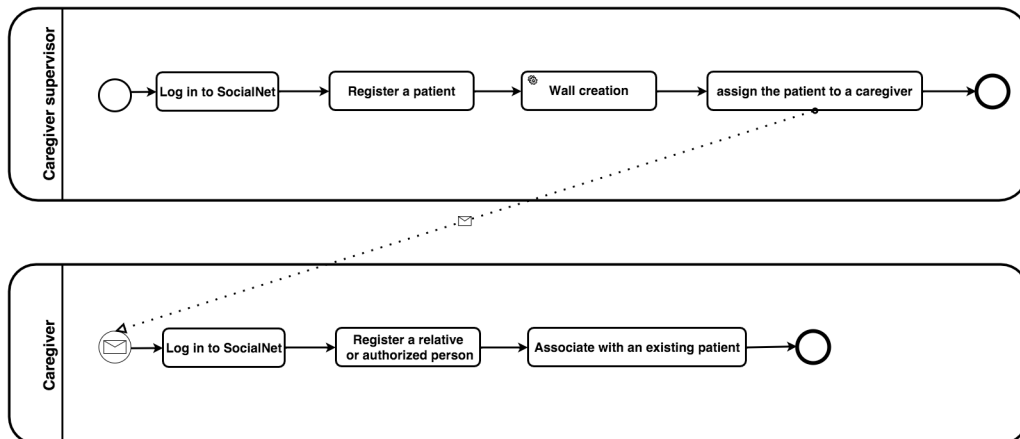 Caregiver supervisor
Log in to SocialNet
Register a patient
Wall creation
assign the patient to a caregiver
Caregiver
Log in to SocialNet
Register a relative
or authorized person
Associate with an existing patient